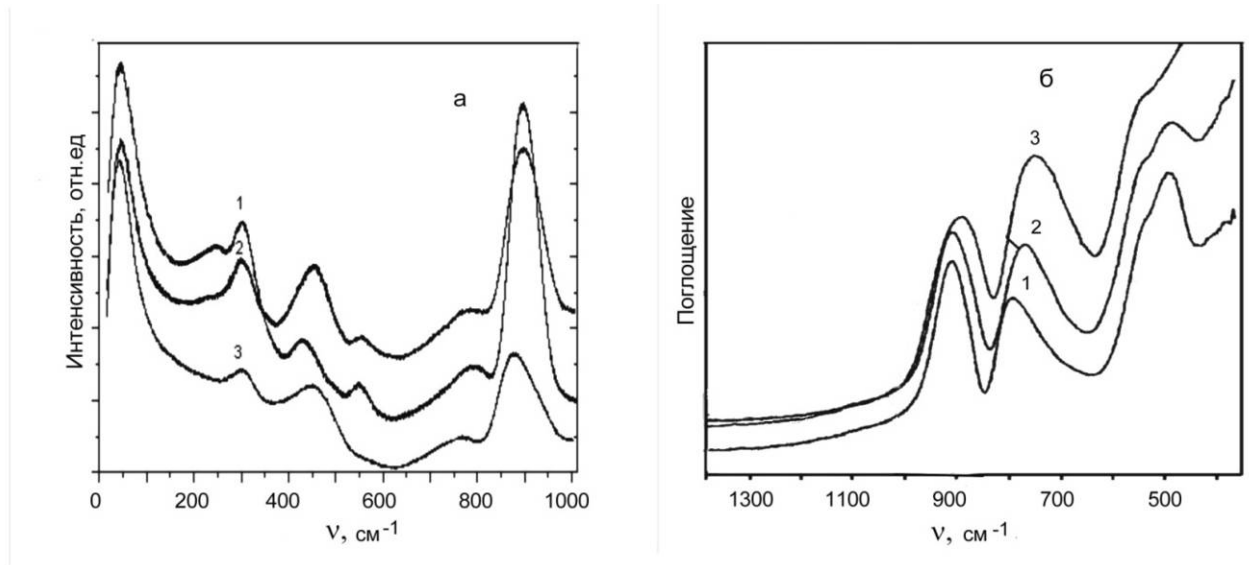 а
Интенсивность, отн.ед
1
2
3
0 200 400 600 800 1000
ν, см-1
б
Поглощение
3
2
1
1300 1100 900 700 500
ν, см-1